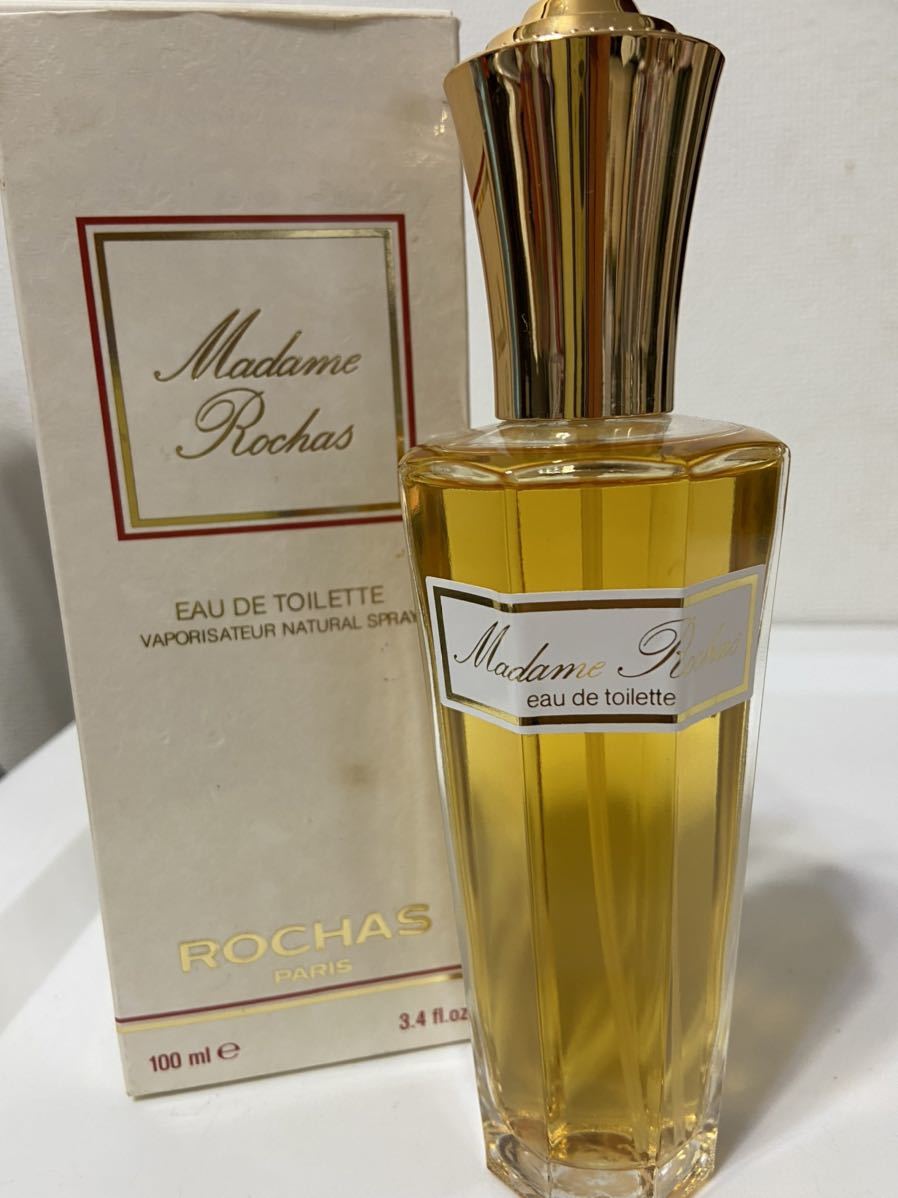 Madame
Rochas
EAU DE TOILETTE
VAPORISATEUR NATURAL SPRAY
ROCHAS
PARIS
100 ml e
3.4 fl.oz
Madame Rochas
eau de toilette